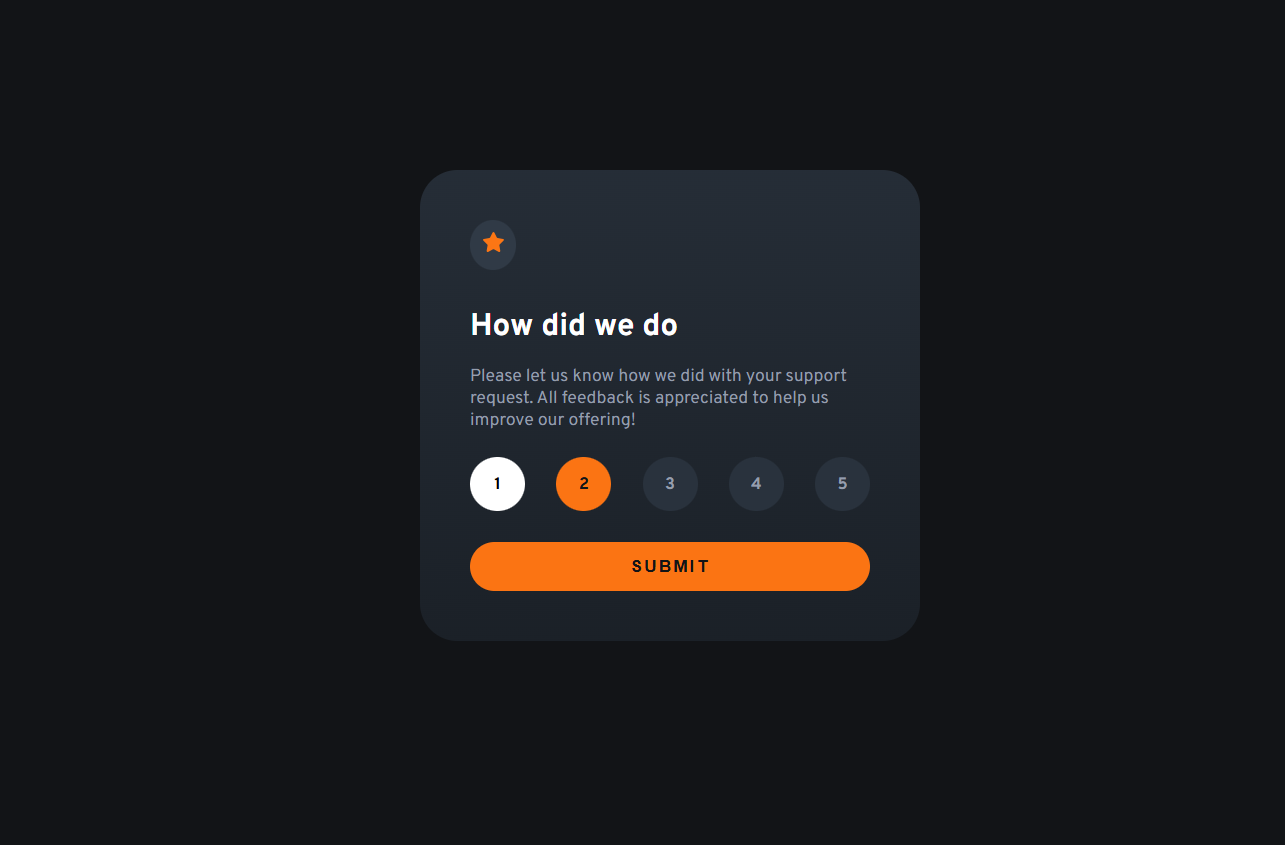 How did we do
Please let us know how we did with your support
request. All feedback is appreciated to help us
improve our offering!
1 2 3 4 5
SUBMIT